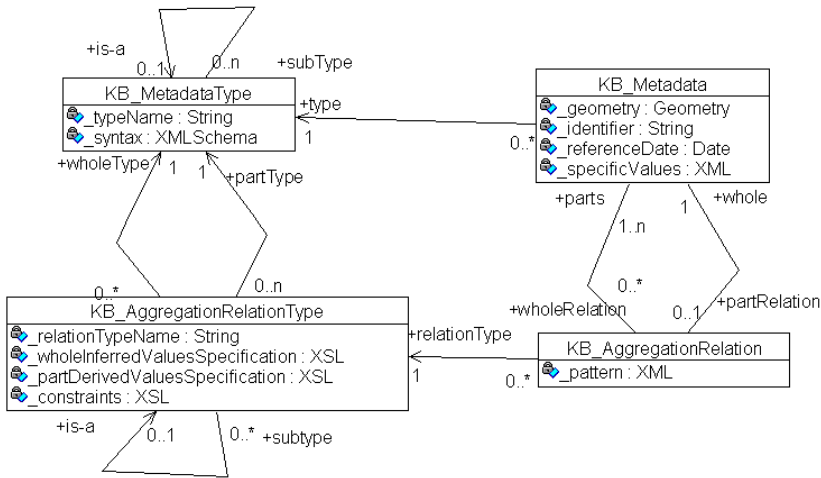 +is-a
0..1
0..n
+subType
KB_MetadataType
_typeName : String
_syntax : XMLSchema
+type
1
0..*
KB_Metadata
_geometry : Geometry
_identifier : String
_referenceDate : Date
_specificValues : XML
+wholeType
1
1
+partType
+parts
1
+whole
1..n
0..*
0..n
0..*
+wholeRelation
0..1
+partRelation
KB_AggregationRelationType
_relationTypeName : String
_wholeInferredValuesSpecification : XSL
_partDerivedValuesSpecification : XSL
_constraints : XSL
+relationType
1
0..*
KB_AggregationRelation
_pattern : XML
+is-a
0..1
0..*
+subtype